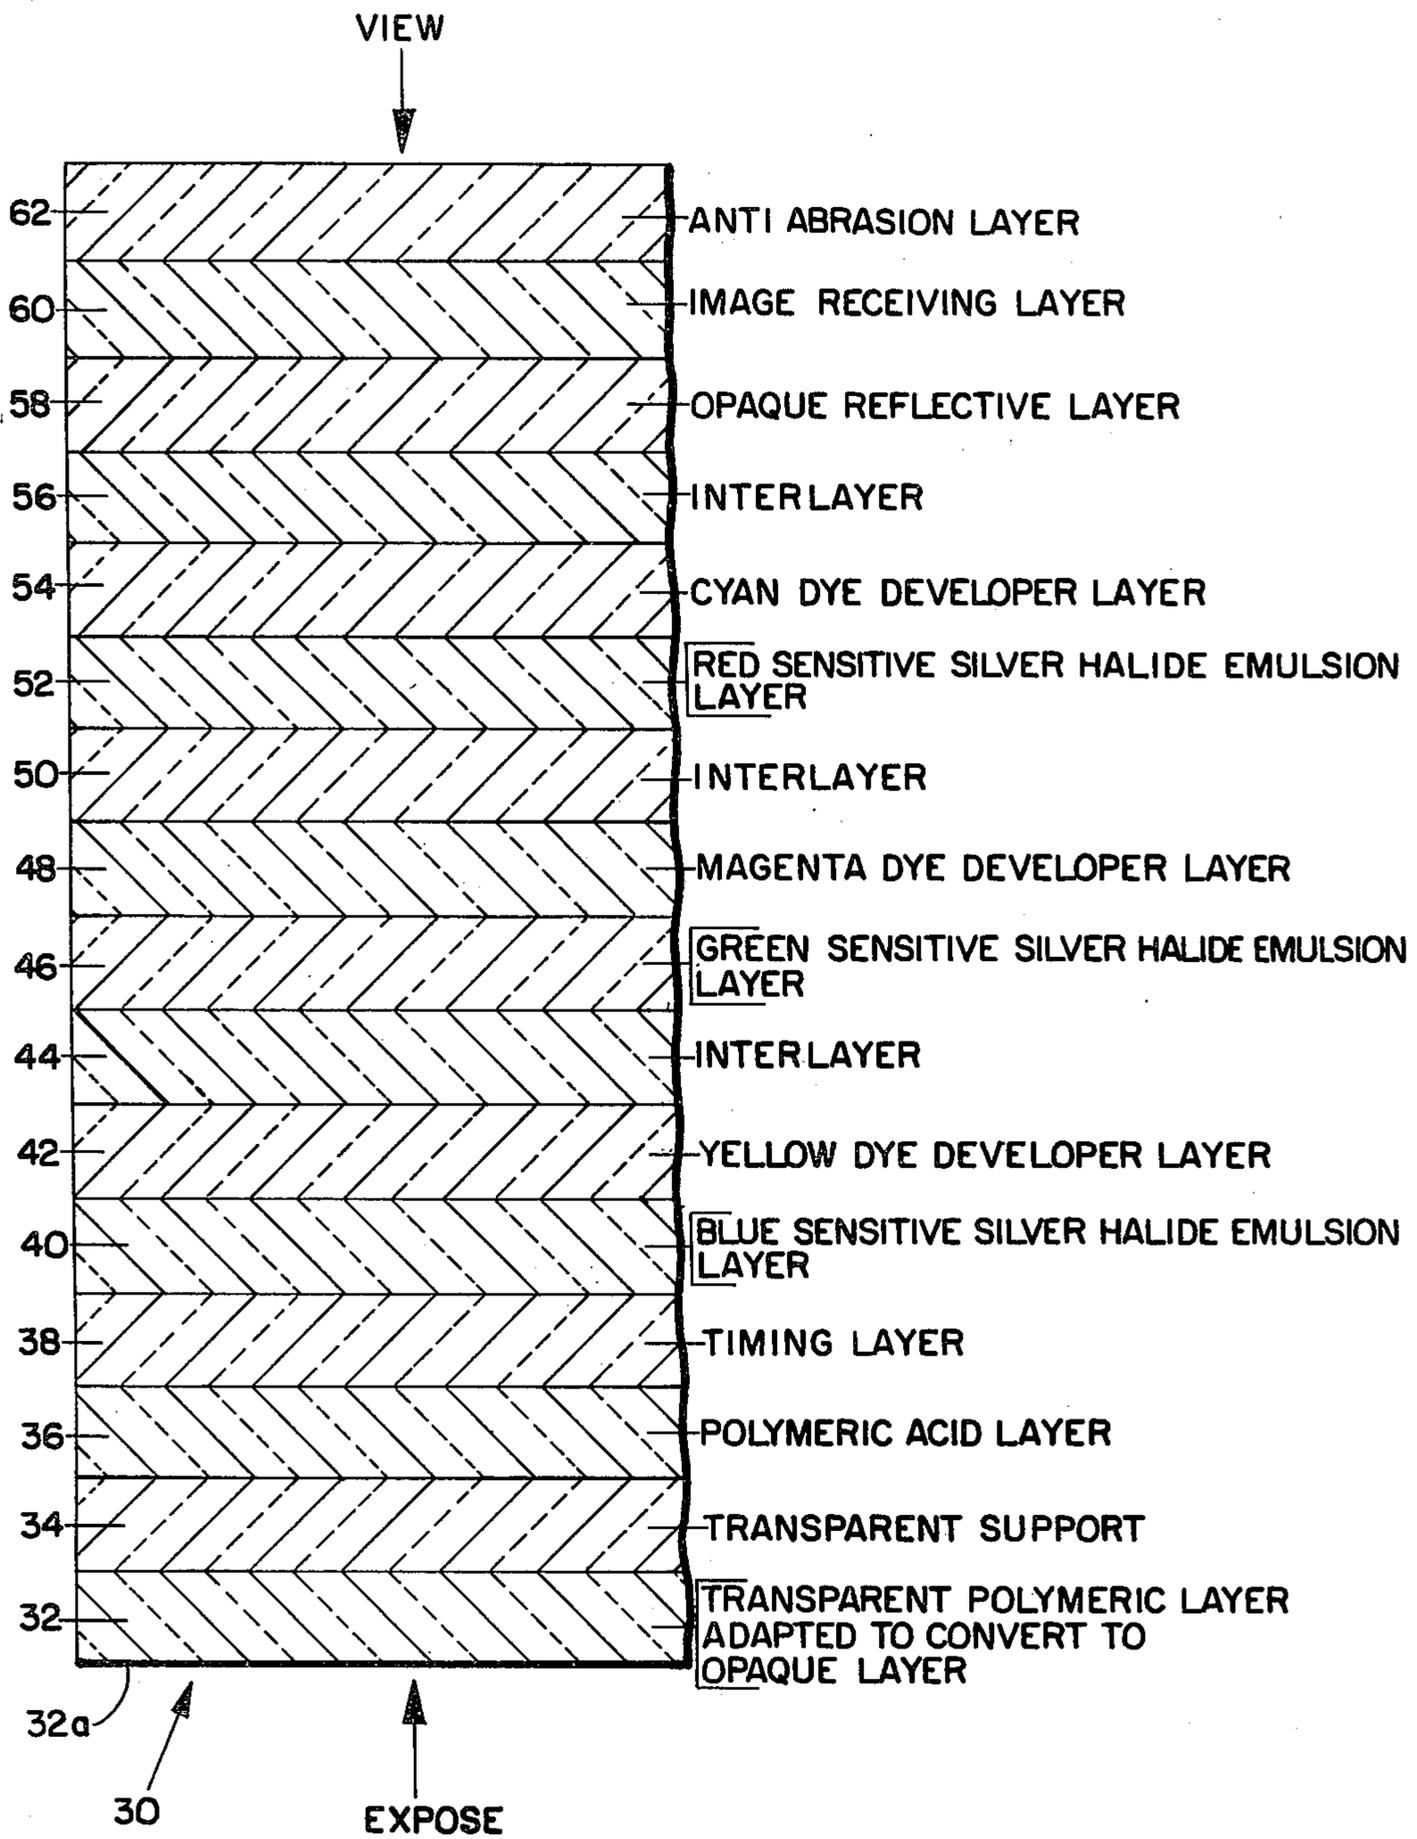 VIEW
62 ANTI ABRASION LAYER
60 IMAGE RECEIVING LAYER
58 OPAQUE REFLECTIVE LAYER
56 INTERLAYER
54 CYAN DYE DEVELOPER LAYER
52 RED SENSITIVE SILVER HALIDE EMULSION
LAYER
50 INTERLAYER
48 MAGENTA DYE DEVELOPER LAYER
46 GREEN SENSITIVE SILVER HALIDE EMULSION
LAYER
44 INTERLAYER
42 YELLOW DYE DEVELOPER LAYER
40 BLUE SENSITIVE SILVER HALIDE EMULSION
LAYER
38 TIMING LAYER
36 POLYMERIC ACID LAYER
34 TRANSPARENT SUPPORT
32 TRANSPARENT POLYMERIC LAYER
ADAPTED TO CONVERT TO
OPAQUE LAYER
32a
30
EXPOSE